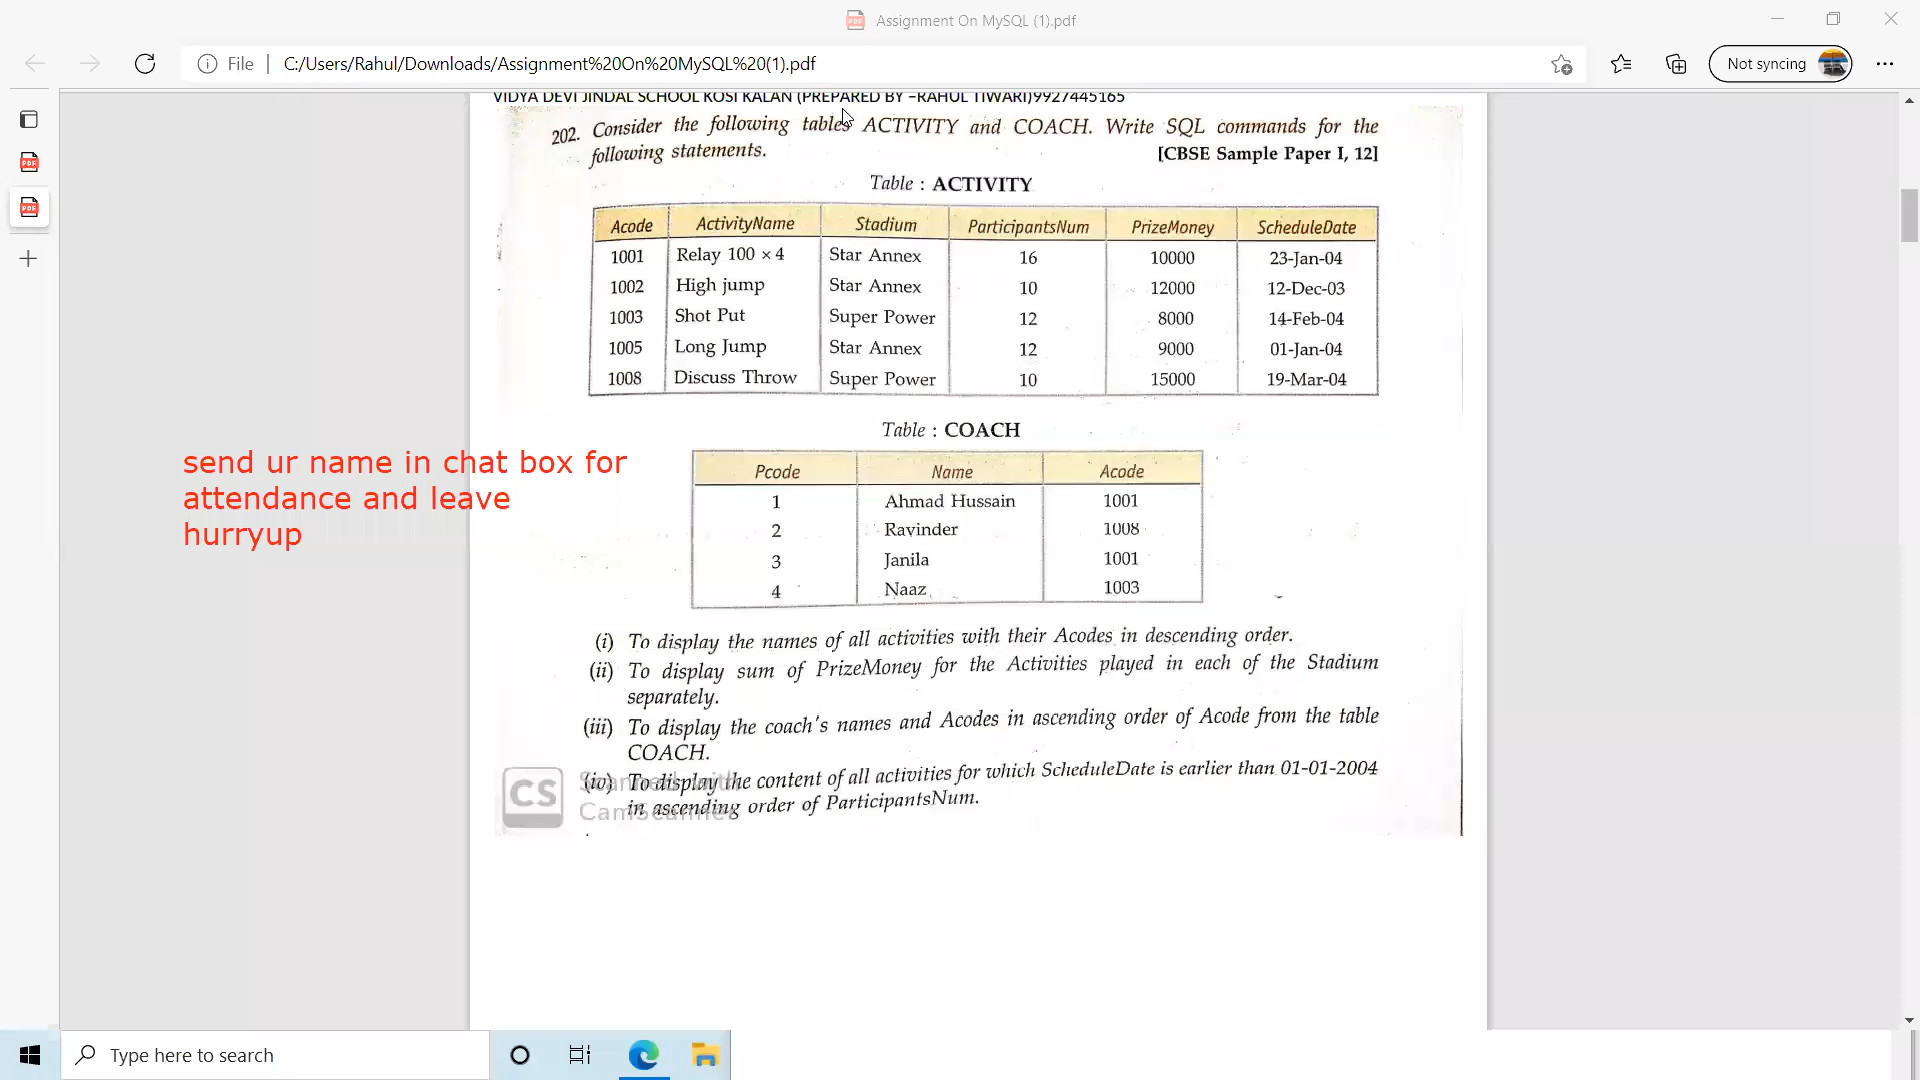 Assignment On MySQL (1).pdf
File C:/Users/Rahul/Downloads/Assignment%20On%20MySQL%20(1).pdf
Not syncing
VIDYA DEVI JINDAL SCHOOL KOSI KALAN (PREPARED BY –RAHUL TIWARI)9927445165
202. Consider the following tables ACTIVITY and COACH. Write SQL commands for the
following statements. [CBSE Sample Paper I, 12]
Table : ACTIVITY
Acode ActivityName Stadium ParticipantsNum PrizeMoney ScheduleDate
1001 Relay 100 × 4 Star Annex 16 10000 23-Jan-04
1002 High jump Star Annex 10 12000 12-Dec-03
1003 Shot Put Super Power 12 8000 14-Feb-04
1005 Long Jump Star Annex 12 9000 01-Jan-04
1008 Discuss Throw Super Power 10 15000 19-Mar-04
Table : COACH
Pcode Name Acode
1 Ahmad Hussain 1001
2 Ravinder 1008
3 Janila 1001
4 Naaz 1003
send ur name in chat box for
attendance and leave
hurryup
(i) To display the names of all activities with their Acodes in descending order.
(ii) To display sum of PrizeMoney for the Activities played in each of the Stadium
separately.
(iii) To display the coach's names and Acodes in ascending order of Acode from the table
COACH.
(iv) To display the content of all activities for which ScheduleDate is earlier than 01-01-2004
in ascending order of ParticipantsNum.
CS Scanned with
CamScanner
Type here to search